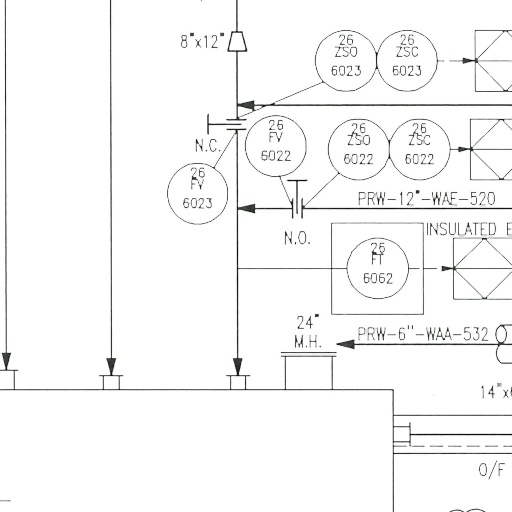 8"x12"
26
ZSO
6023
26
ZSC
6023
N.C.
26
FV
6022
26
ZSO
6022
26
ZSC
6022
26
FV
6023
PRW-12"-WAE-520
N.O.
INSULATED E
26
FT
6062
24"
M.H.
PRW-6''-WAA-532
14"x6
O/F